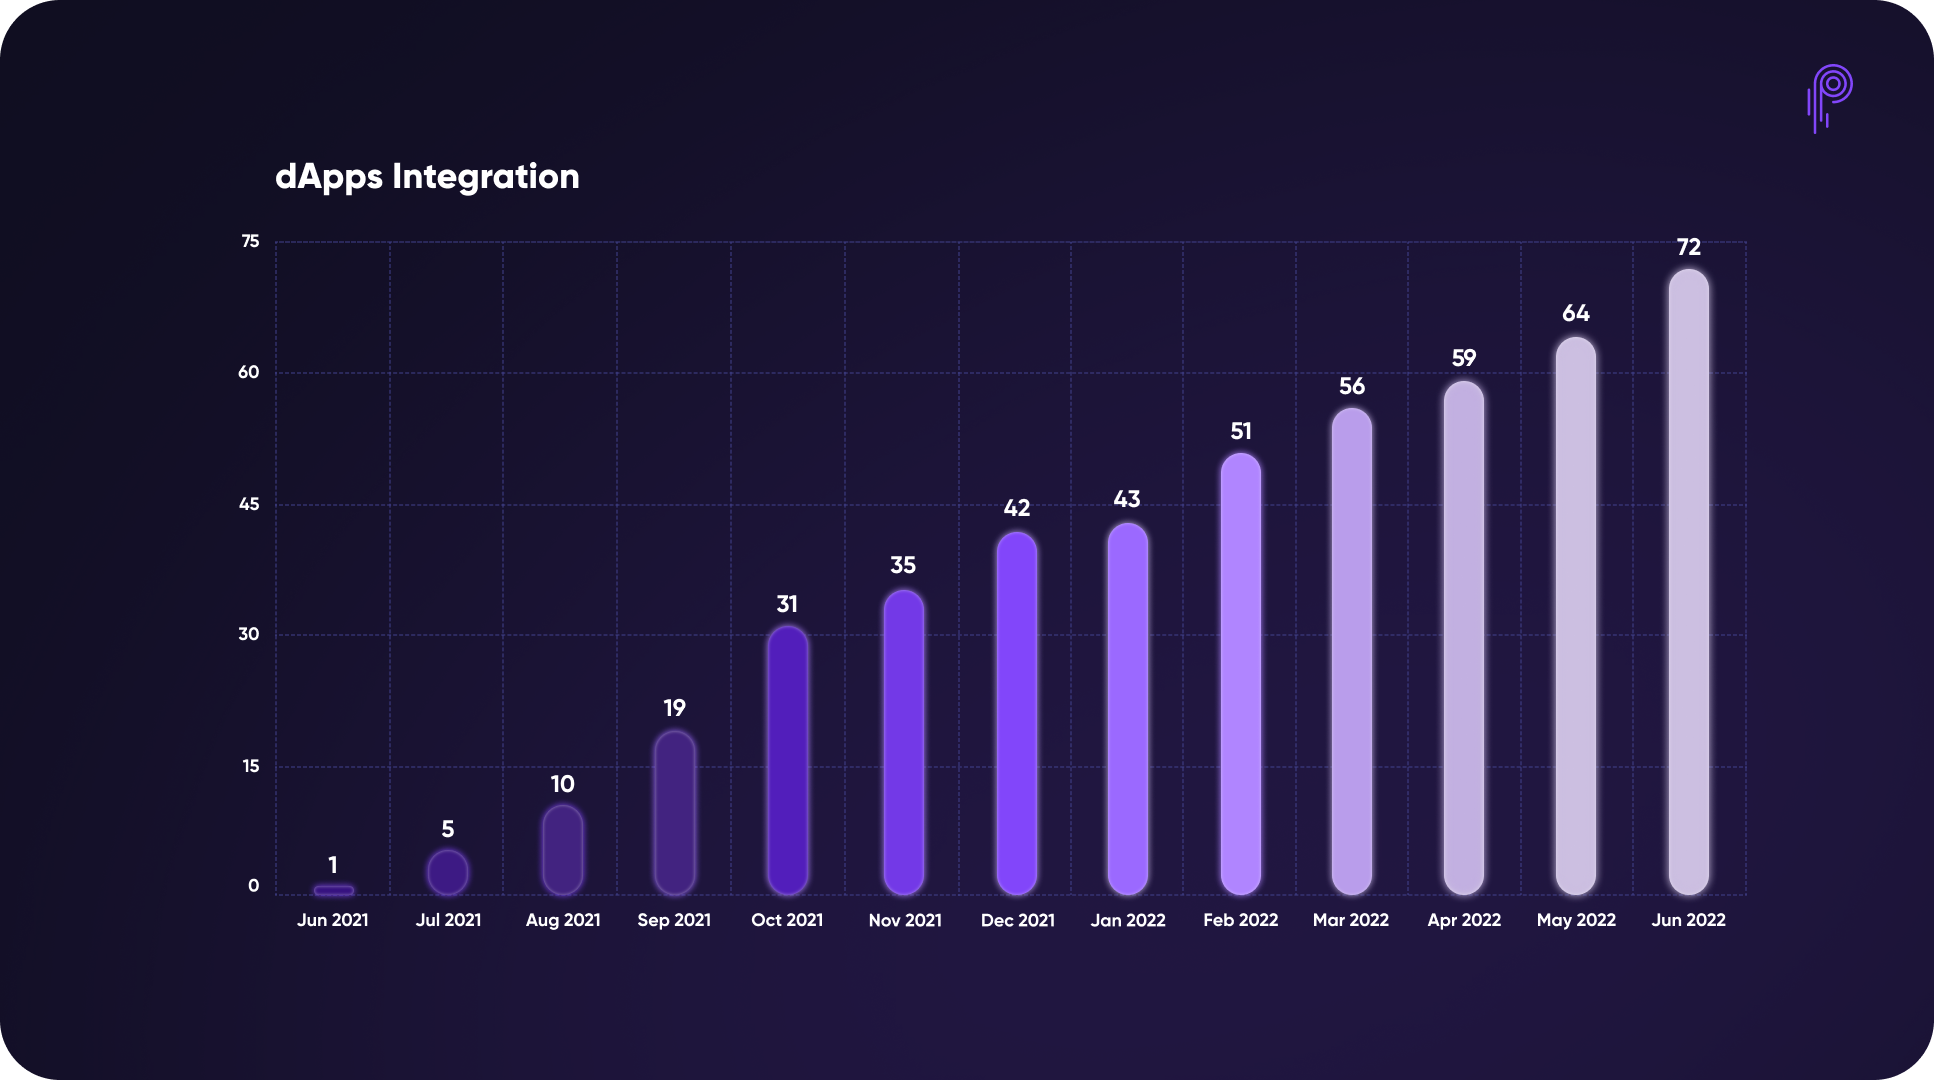 dApps Integration
75
60
45
30
15
0
1
5
10
19
31
35
42
43
51
56
59
64
72
Jun 2021
Jul 2021
Aug 2021
Sep 2021
Oct 2021
Nov 2021
Dec 2021
Jan 2022
Feb 2022
Mar 2022
Apr 2022
May 2022
Jun 2022